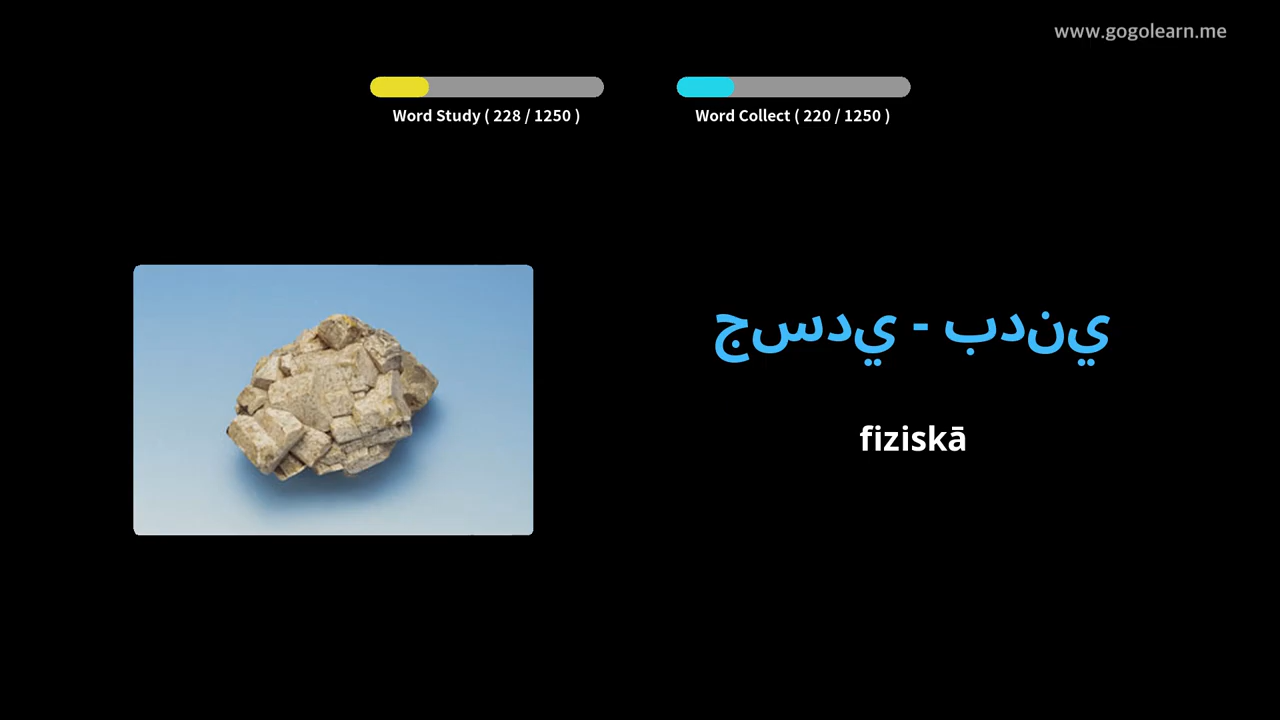 www.gogolearn.me
Word Study ( 228 / 1250 )
Word Collect ( 220 / 1250 )
جسدي - بدني
fiziskā